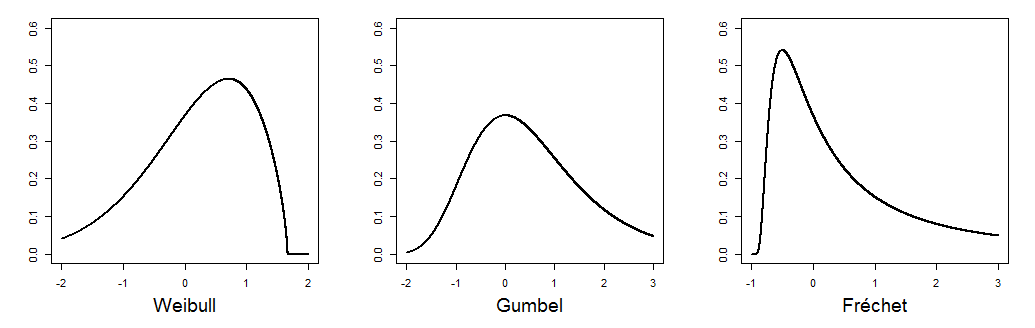 0.6 0.5 0.4 0.3 0.2 0.1 0.0
-2 -1 0 1 2
Weibull
0.6 0.5 0.4 0.3 0.2 0.1 0.0
-2 -1 0 1 2 3
Gumbel
0.6 0.5 0.4 0.3 0.2 0.1 0.0
-1 0 1 2 3
Fréchet